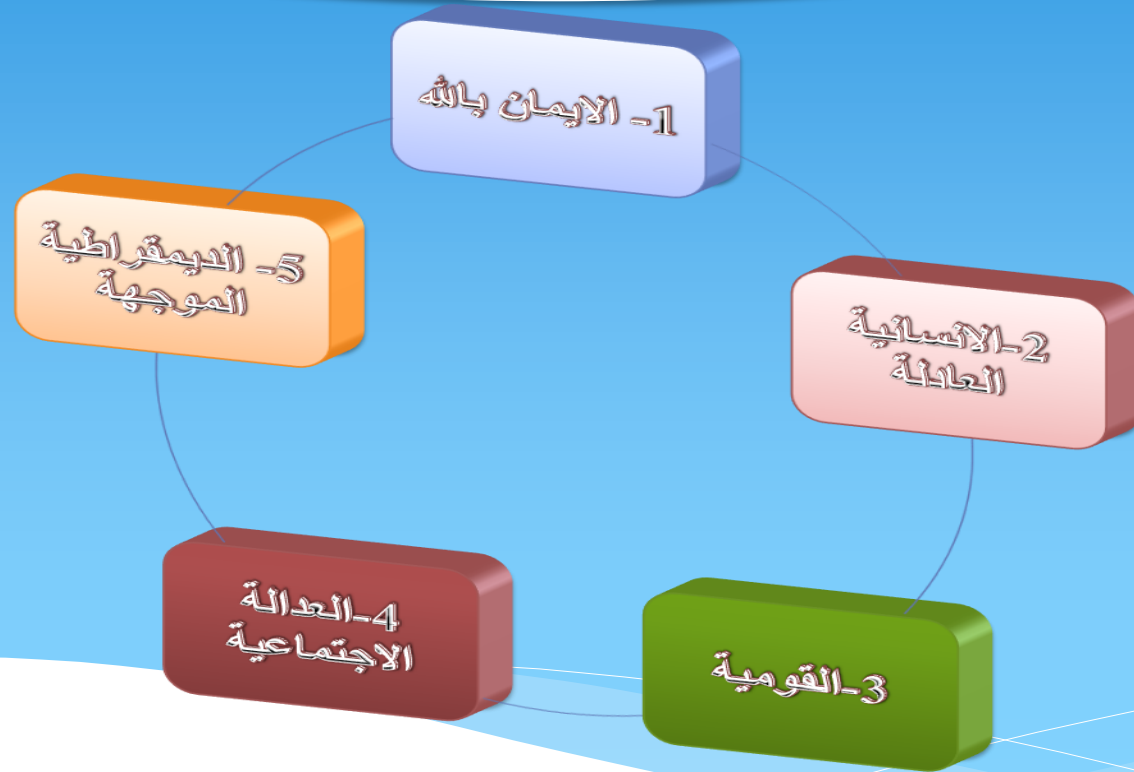 1- الايمان بالله
2-الانسانية
العادلة
3-القومية
4-العدالة
الاجتماعية
5- الديمقراطية
الموجهة